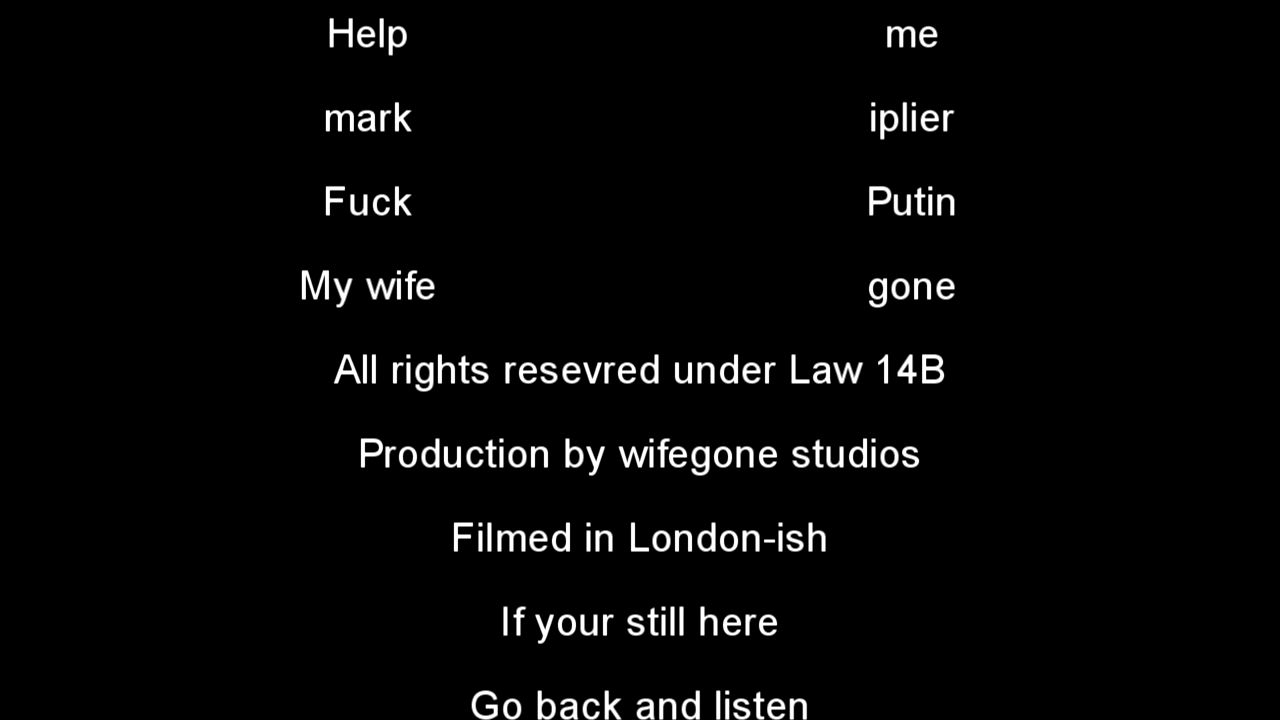 Help me
mark iplier
Fuck Putin
My wife gone
All rights resevred under Law 14B
Production by wifegone studios
Filmed in London-ish
If your still here
Go back and listen